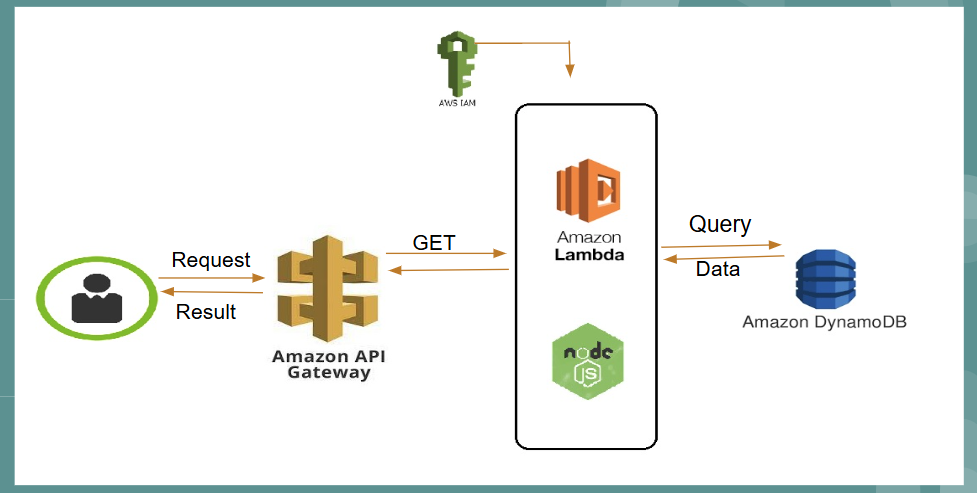 AWS IAM
Request
Result
Amazon API
Gateway
GET
Amazon
Lambda
node
JS
Query
Data
Amazon DynamoDB